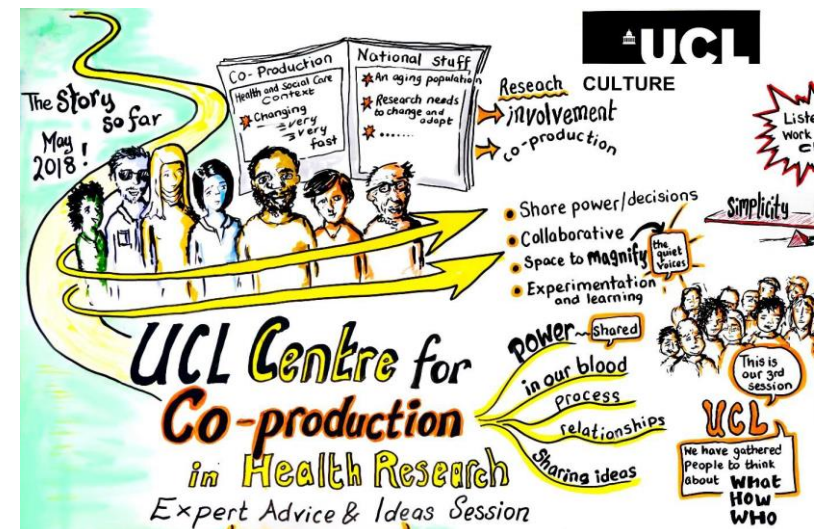 The Story
so far
May
2018!
Co-Production
Health and Social Care
Context
Changing
very
very
fast
National Stuff
An aging population
Research needs
to change and
adapt
.......
Reseach
involvement
co-production
UCL
CULTURE
Share power/decisions
Collaborative
Space to magnify the
quiet
voices
Experimentation
and learning
Liste
Work
Simplicity
UCL Centre for
Co-production
in Health Research
Expert Advice & Ideas Session
Power shared
in our blood
process
relationships
Sharing ideas
This is
our 3rd
session
UCL
We have gathered
people to think
about WHAT
HOW
WHO